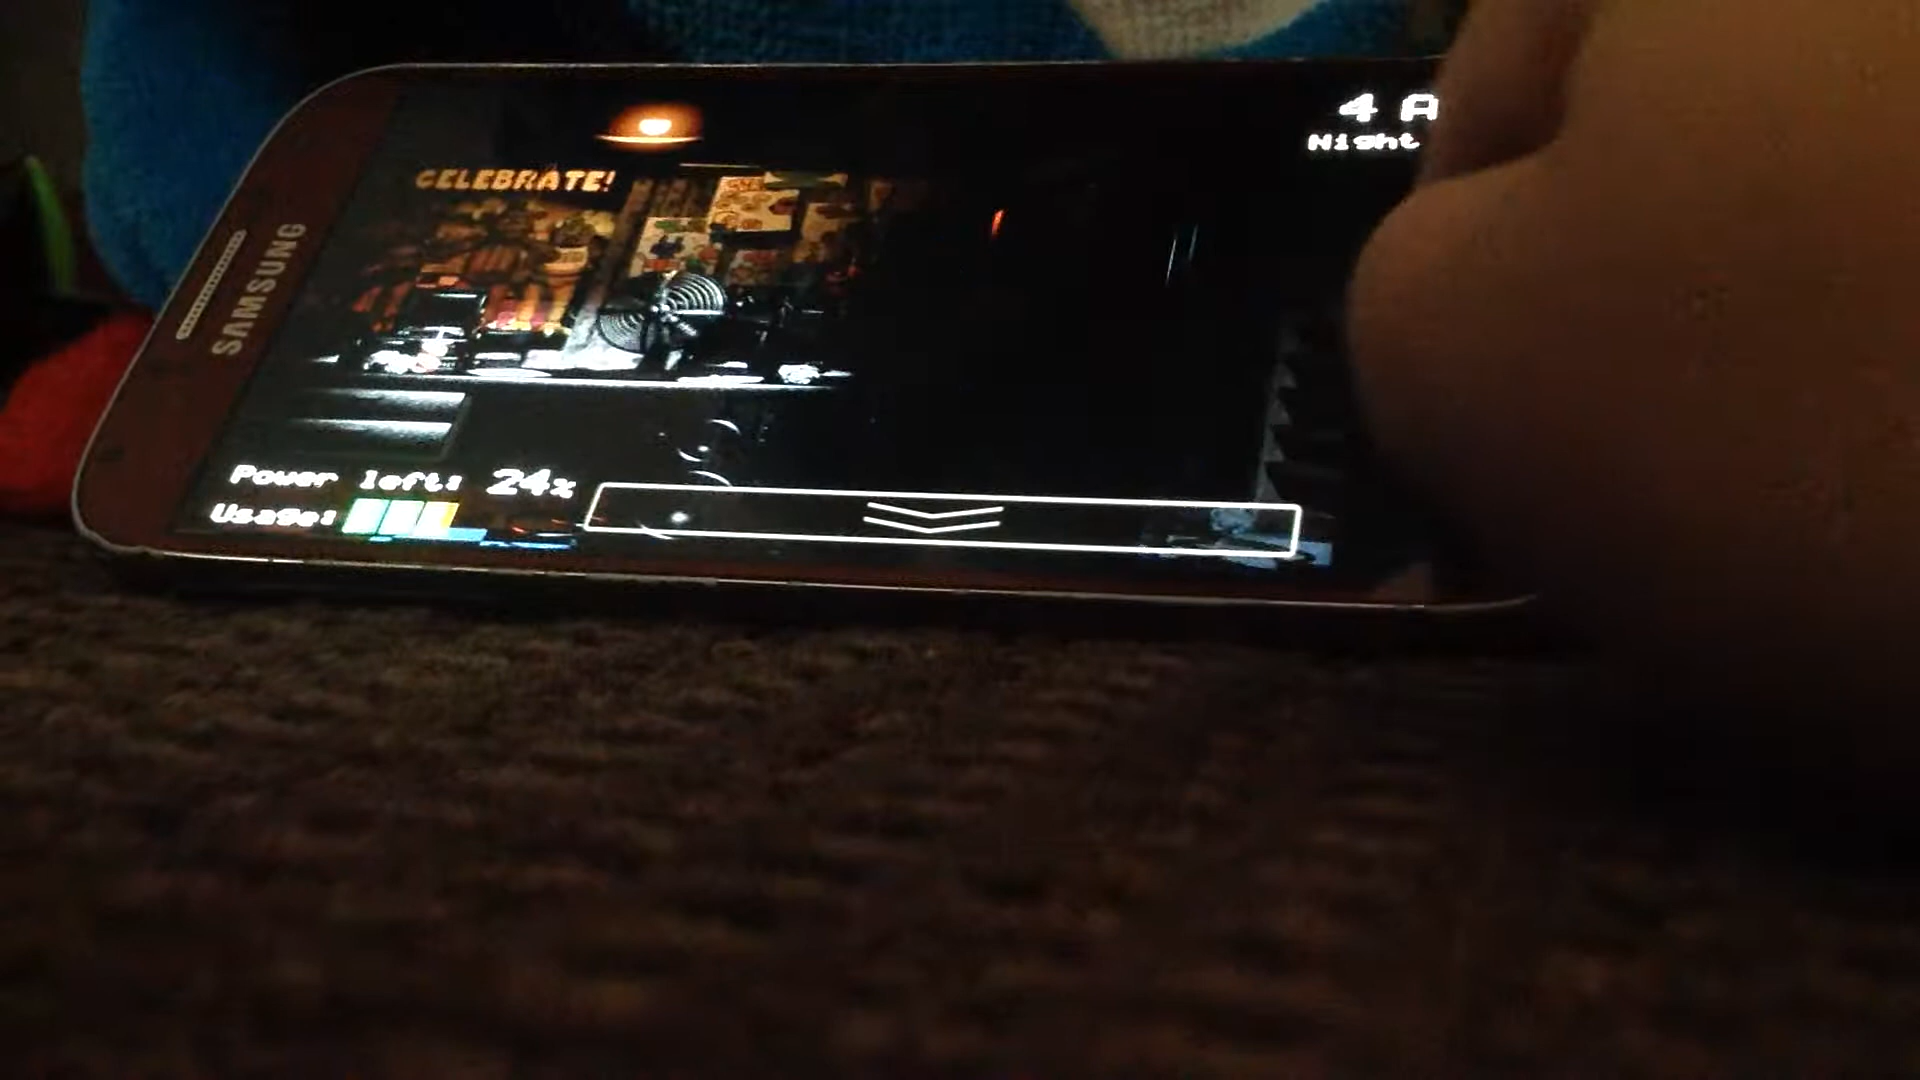 4 A
Night
CELEBRATE!
SAMSUNG
Power left: 24%
Usage: